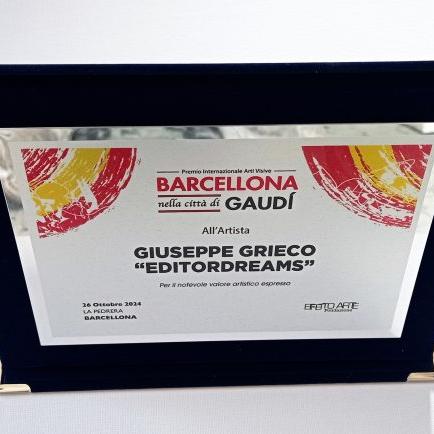 Premio Internazionale Arti Visive
BARCELLONA
nella città di GAUDÍ
All'Artista
GIUSEPPE GRIECO
"EDITORDREAMS"
Per il notevole valore artistico espresso
26 Ottobre 2024
LA PEDRERA
BARCELLONA
EFFETTO ARTE
Fondazione